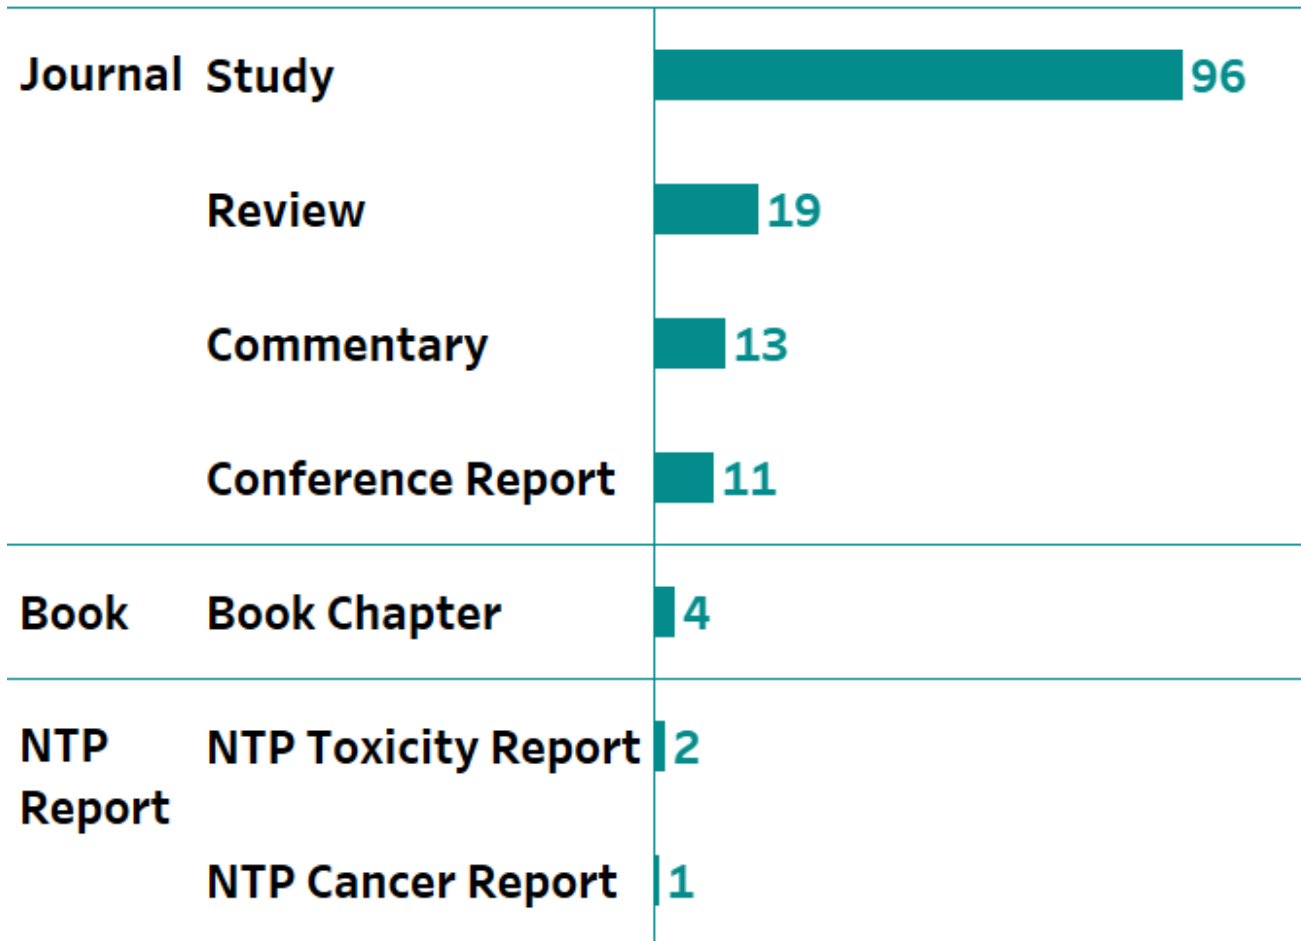 Journal Study 96
Review 19
Commentary 13
Conference Report 11
Book Book Chapter 4
NTP Report NTP Toxicity Report 2
NTP Cancer Report 1